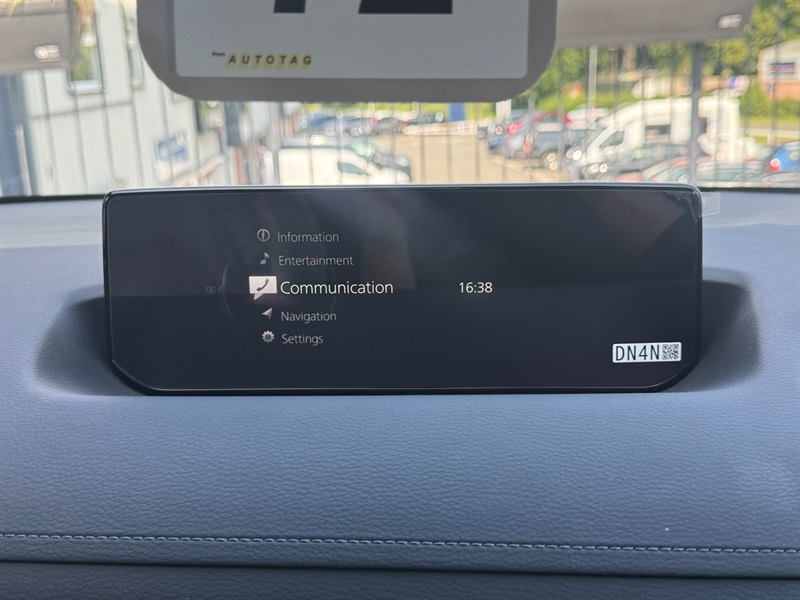 AUTOTAG
Information
Entertainment
Communication
16:38
Navigation
Settings
DN4N